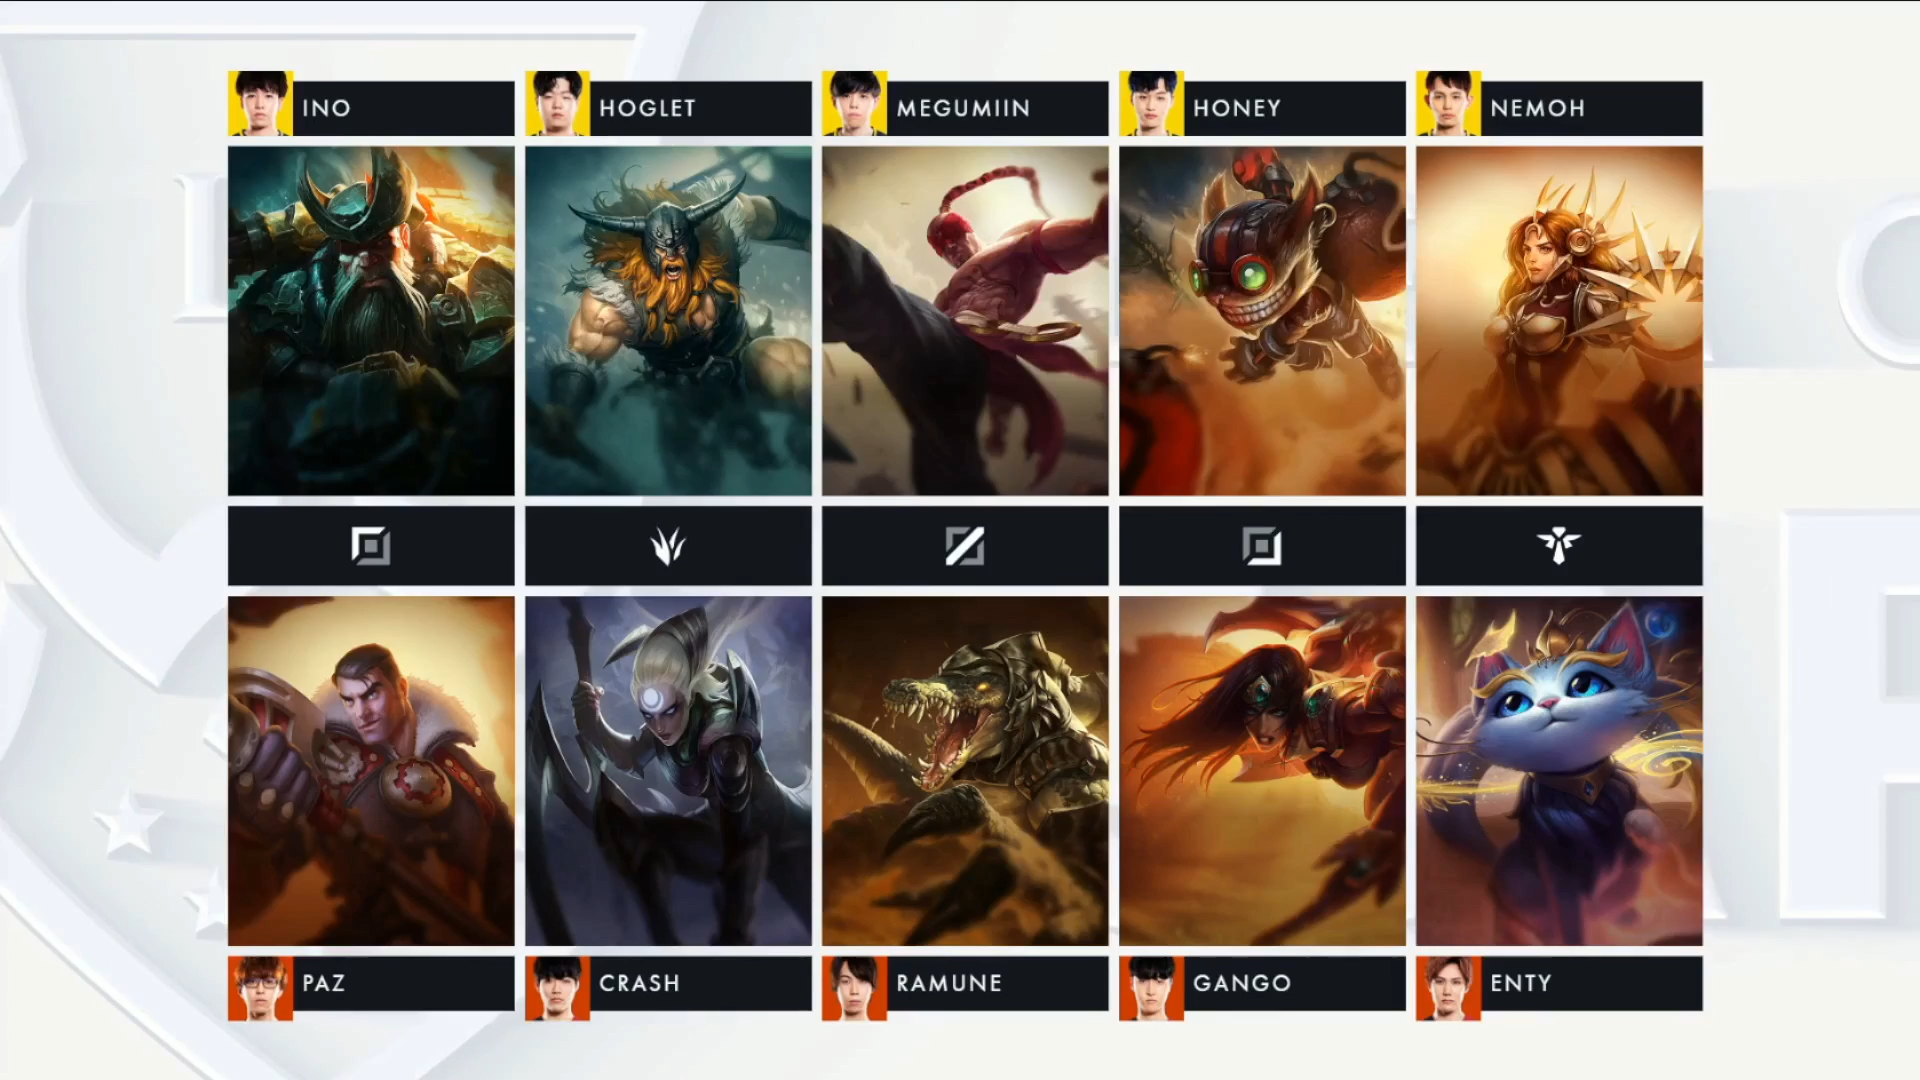 INO
HOGLET
MEGUMIIN
HONEY
NEMOH
PAZ
CRASH
RAMUNE
GANGO
ENTY